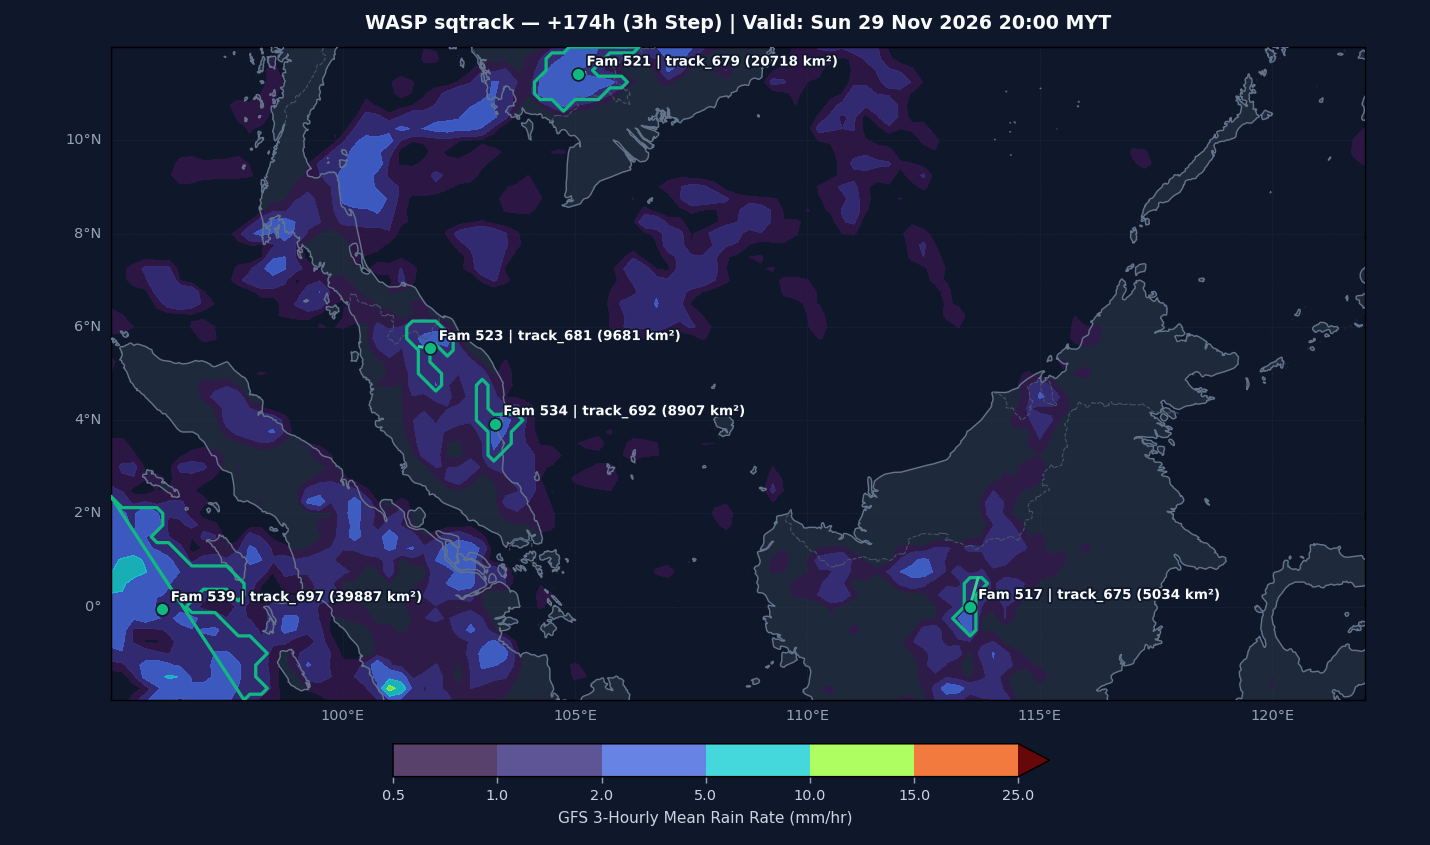 WASP sqtrack — +174h (3h Step) | Valid: Sun 29 Nov 2026 20:00 MYT
Fam 521 | track_679 (20718 km²)
10°N
8°N
6°N
Fam 523 | track_681 (9681 km²)
4°N
Fam 534 | track_692 (8907 km²)
2°N
0°
Fam 539 | track_697 (39887 km²)
Fam 517 | track_675 (5034 km²)
100°E 105°E 110°E 115°E 120°E
0.5 1.0 2.0 5.0 10.0 15.0 25.0
GFS 3-Hourly Mean Rain Rate (mm/hr)